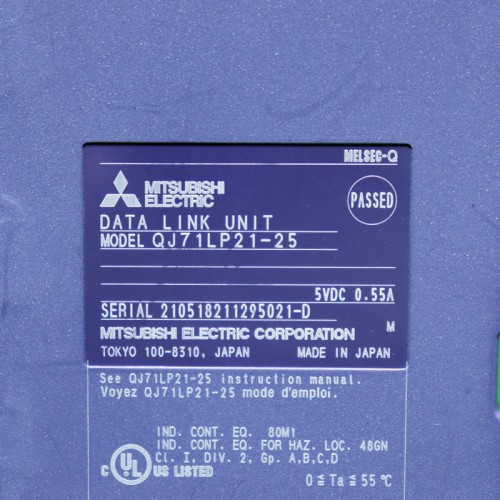 MELSEC-Q
MITSUBISHI
ELECTRIC
PASSED
DATA LINK UNIT
MODEL QJ71LP21-25
5VDC 0.55A
SERIAL 210518211295021-D
M
MITSUBISHI ELECTRIC CORPORATION
TOKYO 100-8310, JAPAN MADE IN JAPAN
See QJ71LP21-25 instruction manual.
Voyez QJ71LP21-25 mode d'emploi.
IND. CONT. EQ. 80M1
IND. CONT. EQ. FOR HAZ. LOC. 48GN
Cl. I, DIV. 2, Gp. A,B,C,D
C UL US LISTED
0≦Ta≦55℃